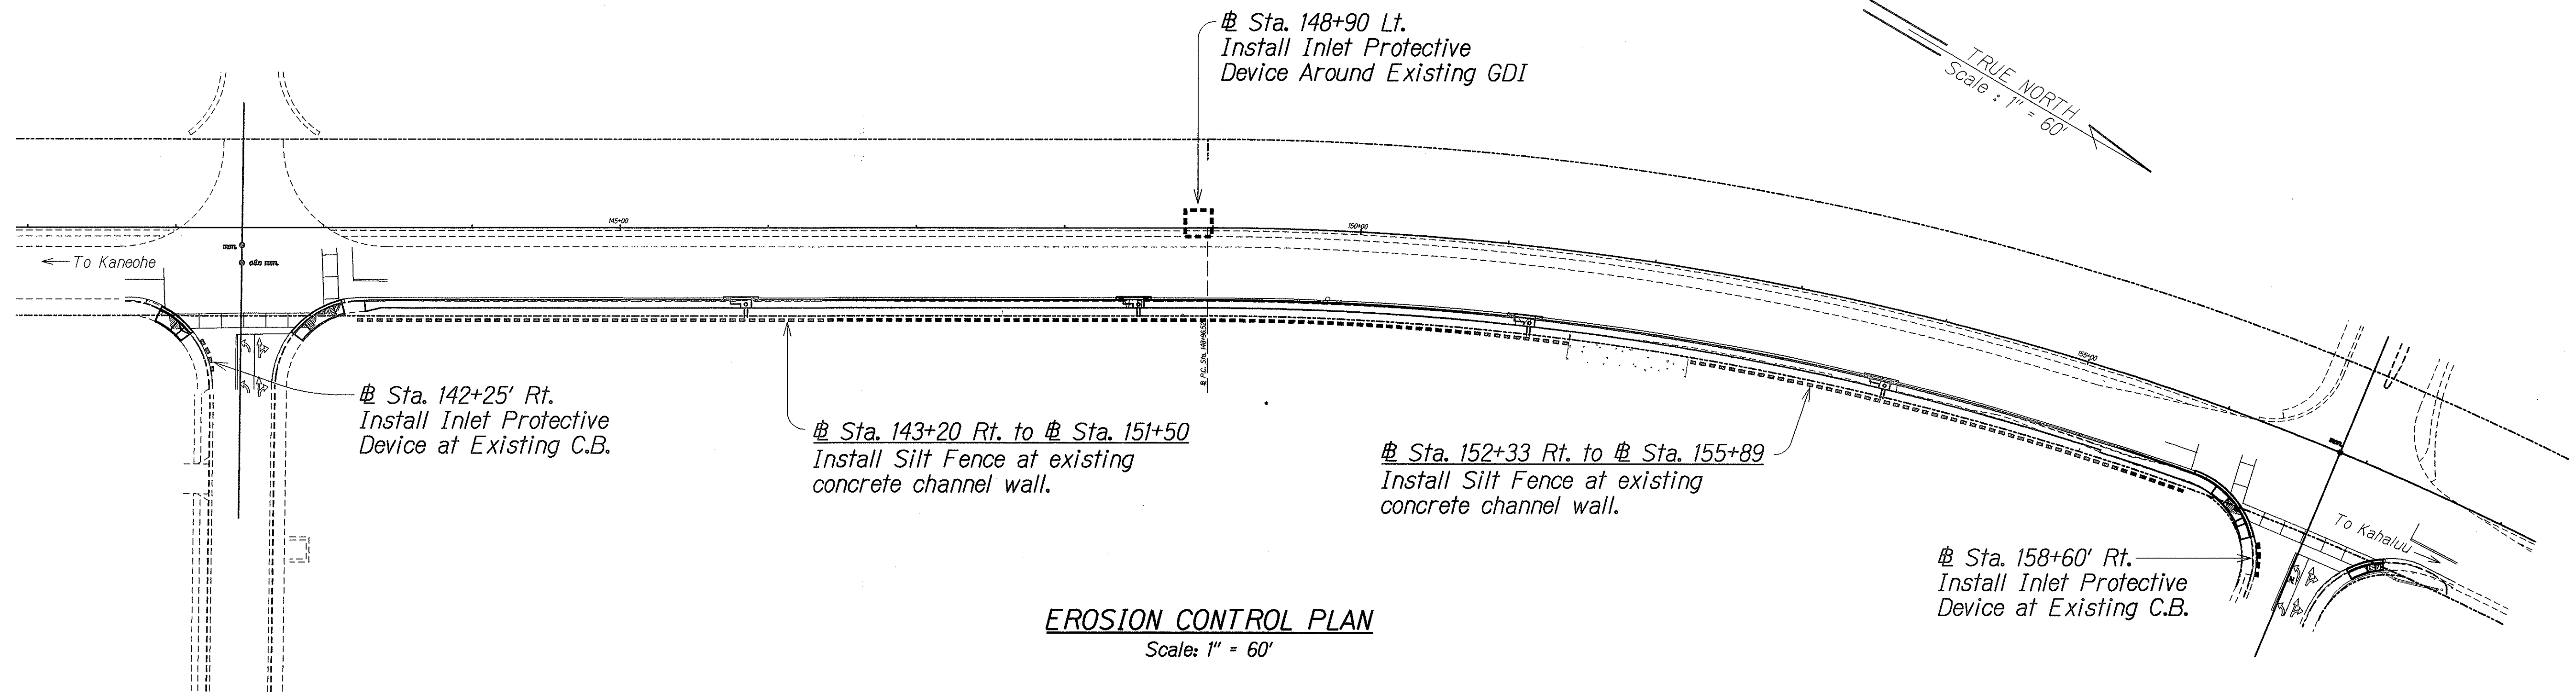 ℄ Sta. 148+90 Lt.
Install Inlet Protective
Device Around Existing GDI
TRUE NORTH
Scale : 1" = 60'
145+00
150+00
155+00
To Kaneohe
℄ P.C. Sta. 148+96.52
℄ Sta. 142+25' Rt.
Install Inlet Protective
Device at Existing C.B.
℄ Sta. 143+20 Rt. to ℄ Sta. 151+50
Install Silt Fence at existing
concrete channel wall.
℄ Sta. 152+33 Rt. to ℄ Sta. 155+89
Install Silt Fence at existing
concrete channel wall.
To Kahaluu
℄ Sta. 158+60' Rt.
Install Inlet Protective
Device at Existing C.B.
EROSION CONTROL PLAN
Scale: 1" = 60'